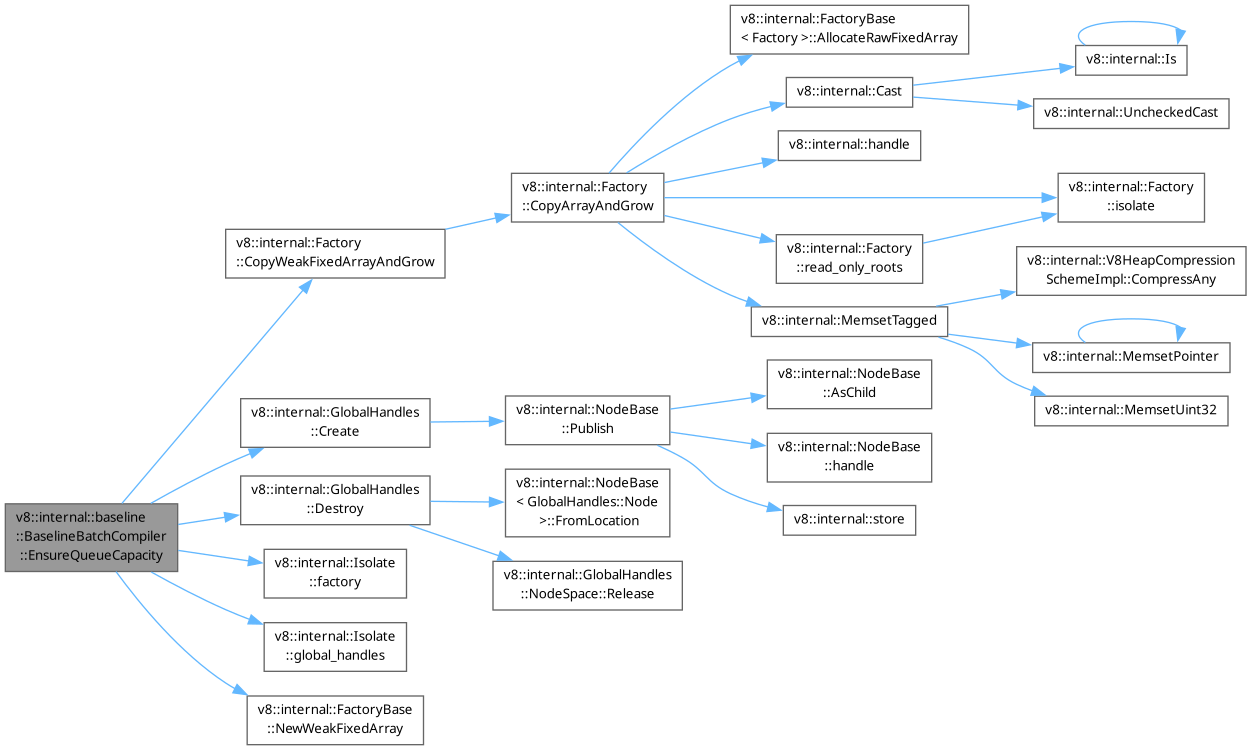 v8::internal::baseline
::BaselineBatchCompiler
::EnsureQueueCapacity
v8::internal::Factory
::CopyWeakFixedArrayAndGrow
v8::internal::Factory
::CopyArrayAndGrow
v8::internal::FactoryBase
< Factory >::AllocateRawFixedArray
v8::internal::Cast
v8::internal::Is
v8::internal::UncheckedCast
v8::internal::handle
v8::internal::Factory
::isolate
v8::internal::Factory
::read_only_roots
v8::internal::MemsetTagged
v8::internal::V8HeapCompression
SchemeImpl::CompressAny
v8::internal::MemsetPointer
v8::internal::MemsetUint32
v8::internal::GlobalHandles
::Create
v8::internal::NodeBase
::Publish
v8::internal::NodeBase
::AsChild
v8::internal::NodeBase
::handle
v8::internal::store
v8::internal::GlobalHandles
::Destroy
v8::internal::NodeBase
< GlobalHandles::Node
>::FromLocation
v8::internal::GlobalHandles
::NodeSpace::Release
v8::internal::Isolate
::factory
v8::internal::Isolate
::global_handles
v8::internal::FactoryBase
::NewWeakFixedArray